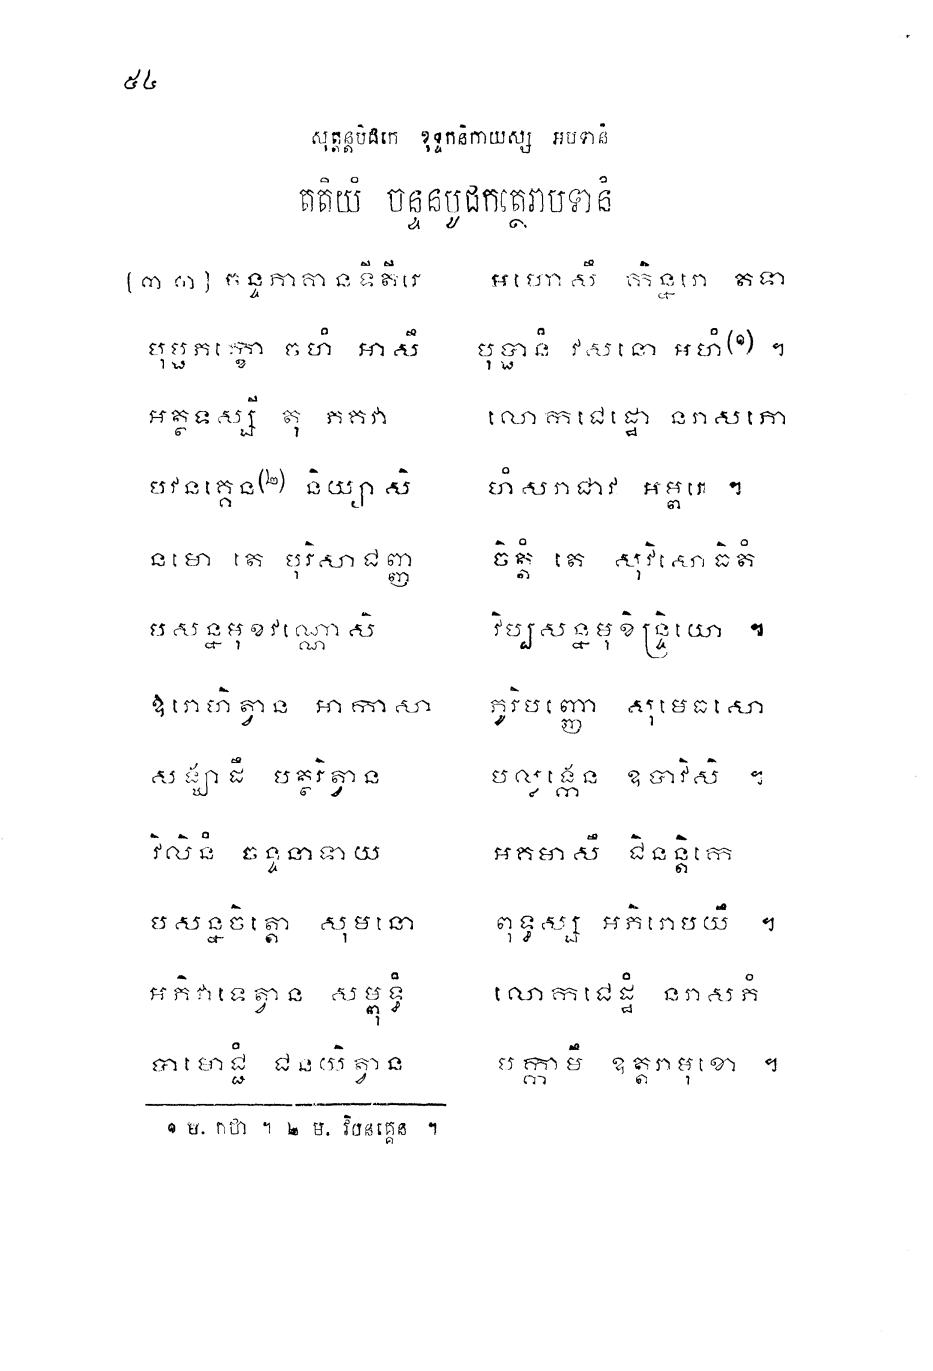 ៥៤
សុត្តន្តបិដកេ ខុទ្ទកនិកាយស្ស អបទានំ
តតិយំ ចន្ទនបូជកត្ថេរាបទានំ
[៣៣] ចន្ទភាគានទីតីរេ អហោសឹ កិន្នរោ តទា
បុប្ផភក្ខោ ចហំ អាសឹ បុប្ផានំ វសនោ អហំ(១) ។
អត្ថទស្សី តុ ភគវា លោកជេដ្ឋោ នរាសភោ
បវនគ្គេន(២) និយ្យាសិ ហំសរាជាវ អម្ពរេ ។
នមោ តេ បុរិសាជញ្ញ ចិត្តំ តេ សុវិសោធិតំ
បសន្នមុខវណ្ណោសិ វិប្បសន្នមុខិន្ទ្រិយោ ។
ឱរោហិត្វាន អាកាសា ភូរិបញ្ញោ សុមេធសោ
សង្ឃាដឹ បត្ថរិត្វាន បល្លង្កេន ឧបាវិសិ ។
វិលិនំ ចន្ទនាទាយ អគមាសឹ ជិនន្តិកេ
បសន្នចិត្តោ សុមនោ ពុទ្ធស្ស អភិរោបយឹ ។
អភិវាទេត្វាន សម្ពុទ្ធំ លោកជេដ្ឋំ នរាសភំ
បាមោជ្ជំ ជនយិត្វាន បក្កាមឹ ឧត្តរាមុខោ ។
១ ម. ។ ២ ម. វិបនគ្គេន ។